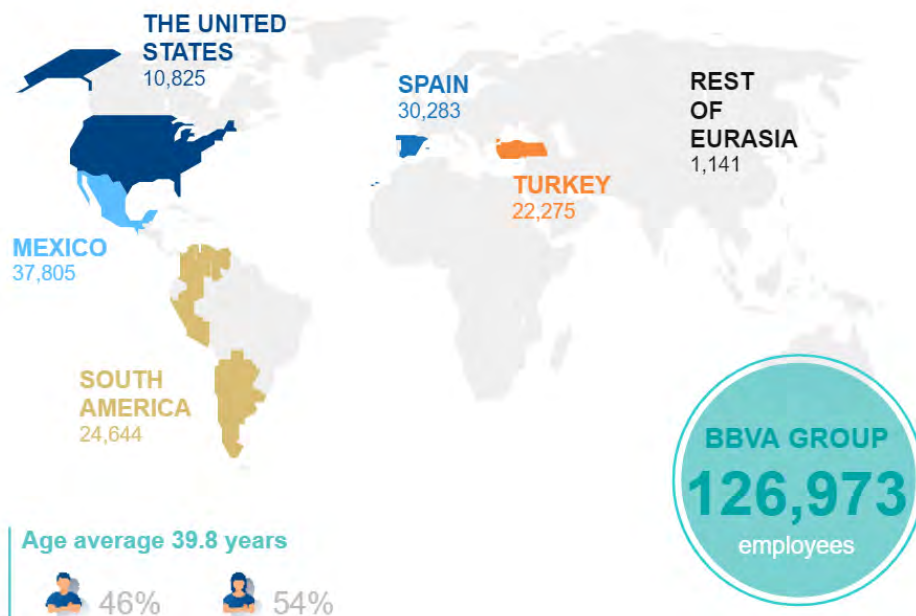 THE UNITED
STATES
10,825
SPAIN
30,283
REST
OF
EURASIA
1,141
TURKEY
22,275
MEXICO
37,805
SOUTH
AMERICA
24,644
BBVA GROUP
126,973
employees
Age average 39.8 years
46%
54%